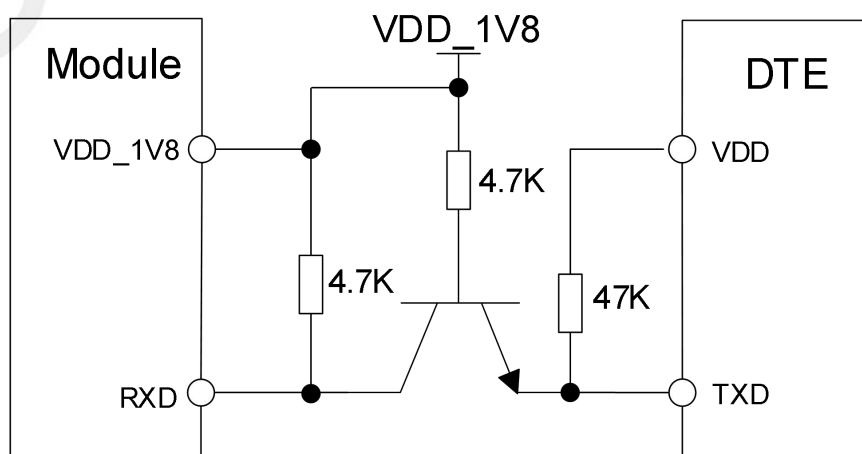 VDD_1V8
Module
DTE
VDD_1V8
VDD
4.7K
4.7K
47K
RXD
TXD